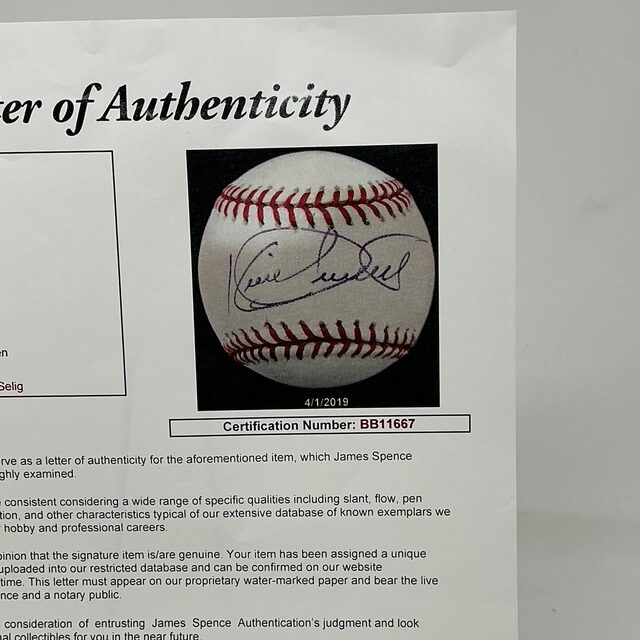 ter of Authenticity
en
Selig
4/1/2019
Certification Number: BB11667
rve as a letter of authenticity for the aforementioned item, which James Spence
ghly examined.
e consistent considering a wide range of specific qualities including slant, flow, pen
tion, and other characteristics typical of our extensive database of known exemplars we
r hobby and professional careers.
pinion that the signature item is/are genuine. Your item has been assigned a unique
uploaded into our restricted database and can be confirmed on our website
time. This letter must appear on our proprietary water-marked paper and bear the live
ence and a notary public.
consideration of entrusting James Spence Authentication's judgment and look
nal collectibles for you in the near future.